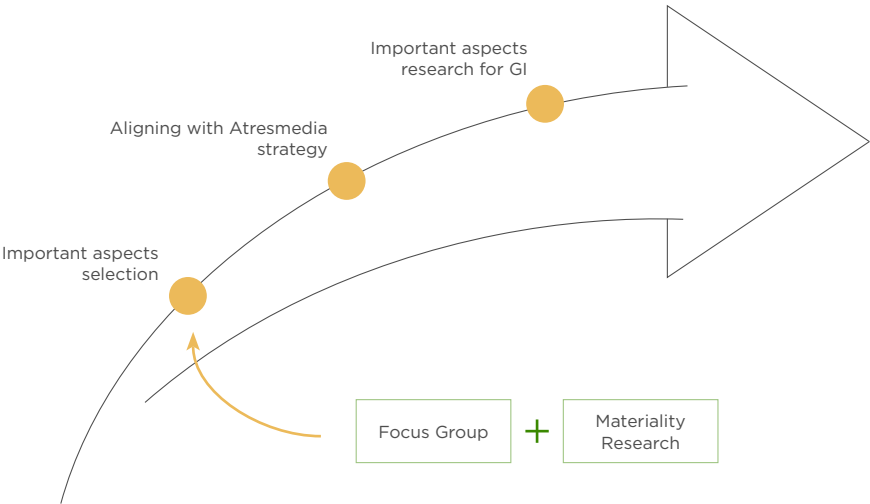 Important aspects
research for GI
Aligning with Atresmedia
strategy
Important aspects
selection
Focus Group
+
Materiality
Research